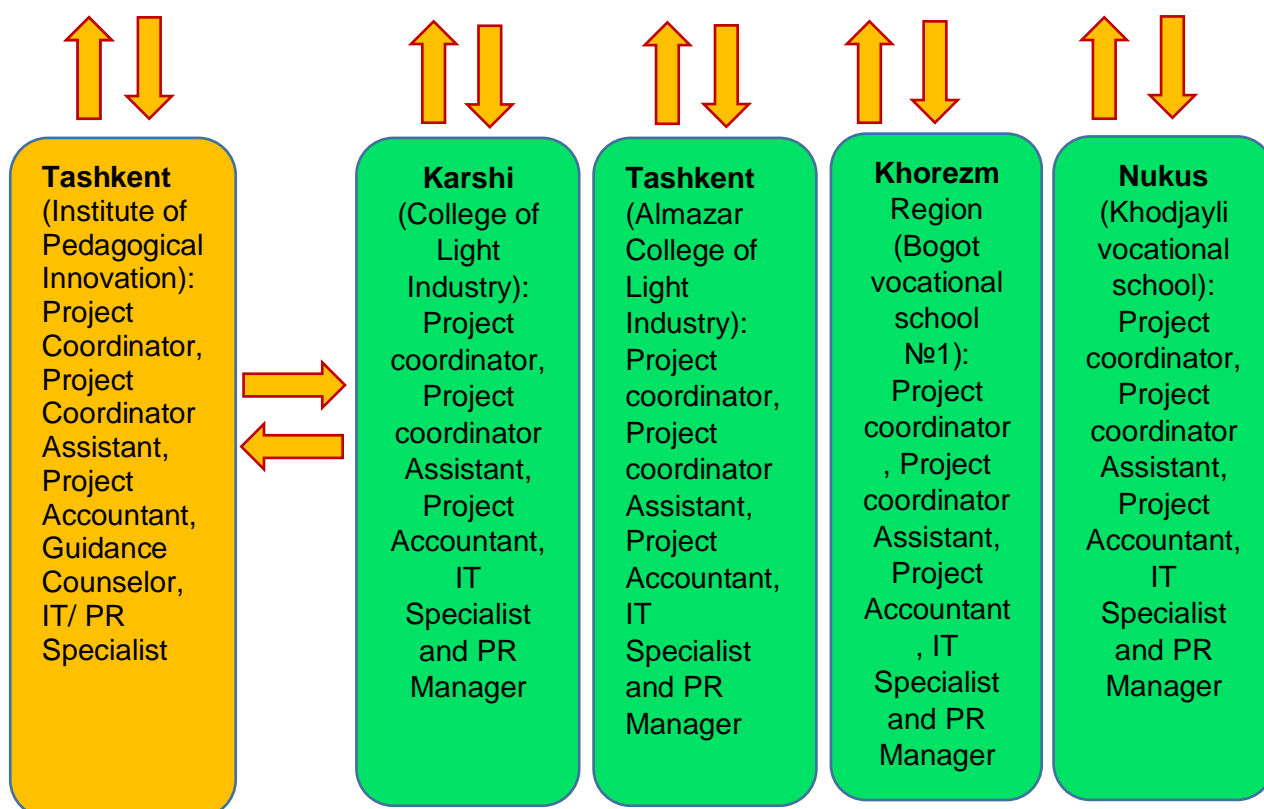 Tashkent
(Institute of
Pedagogical
Innovation):
Project
Coordinator,
Project
Coordinator
Assistant,
Project
Accountant,
Guidance
Counselor,
IT/ PR
Specialist
Karshi
(College of
Light
Industry):
Project
coordinator,
Project
coordinator
Assistant,
Project
Accountant,
IT
Specialist
and PR
Manager
Tashkent
(Almazar
College of
Light
Industry):
Project
coordinator,
Project
coordinator
Assistant,
Project
Accountant,
IT
Specialist
and PR
Manager
Khorezm
Region
(Bogot
vocational
school
№1):
Project
coordinator
, Project
coordinator
Assistant,
Project
Accountant
, IT
Specialist
and PR
Manager
Nukus
(Khodjayli
vocational
school):
Project
coordinator,
Project
coordinator
Assistant,
Project
Accountant,
IT
Specialist
and PR
Manager